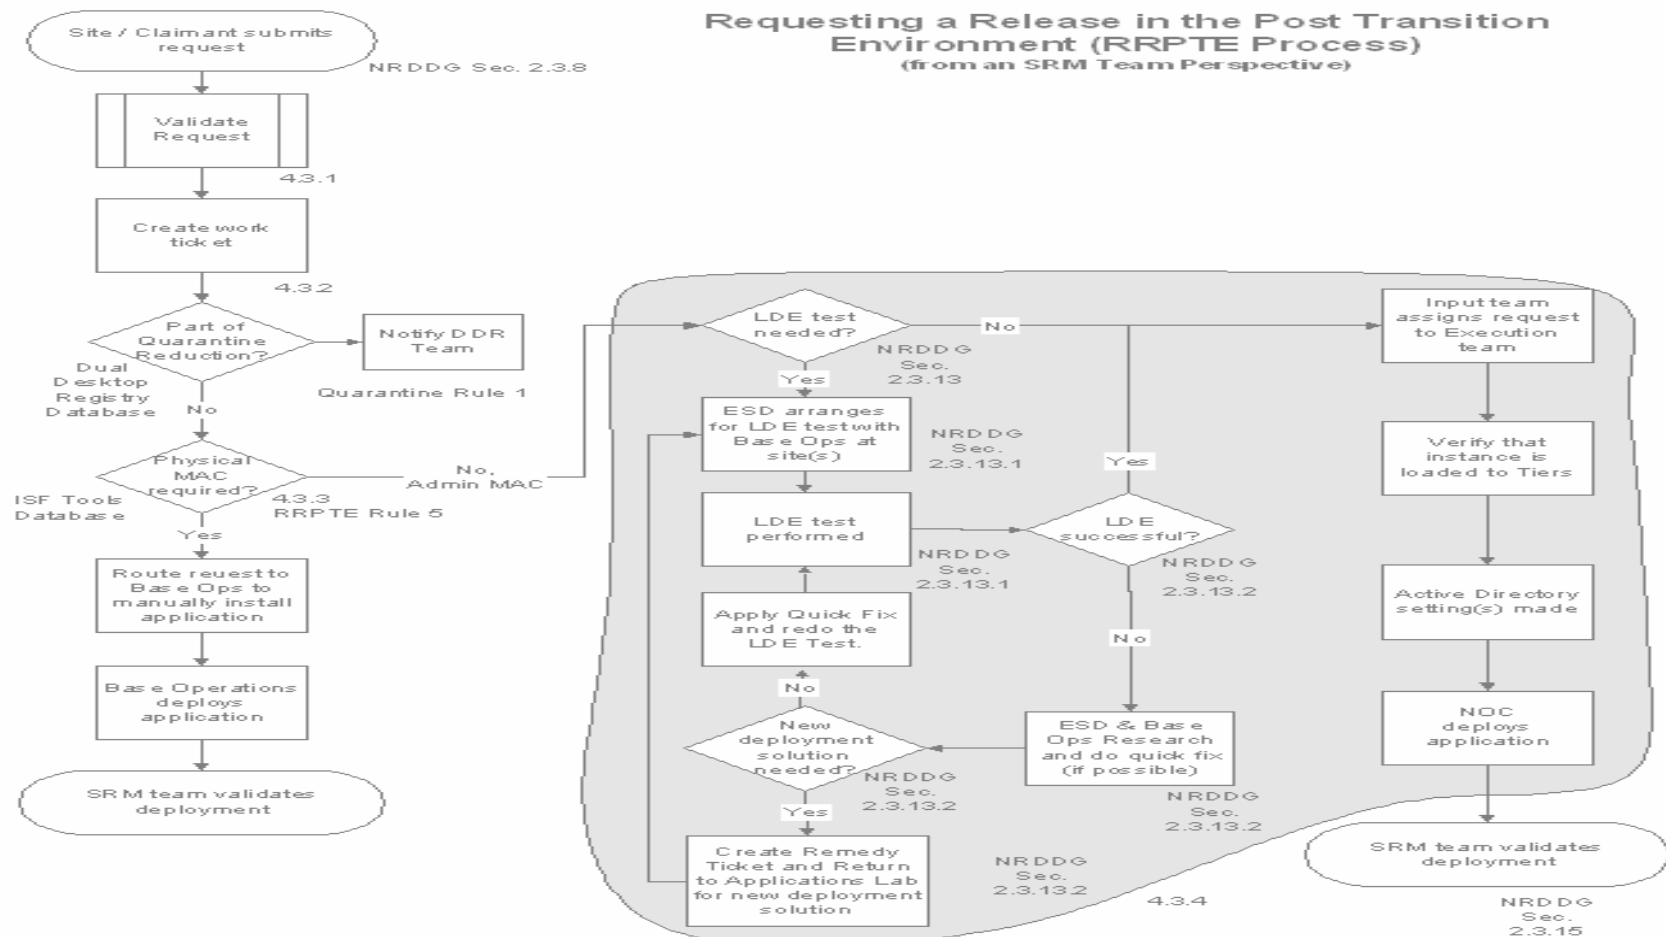 Requesting a Release in the Post Transition
Environment (RRPTE Process)
(from an SRM Team Perspective)
Site / Claimant submits
request
NRDDG Sec. 2.3.8
Validate
Request
4.3.1
Create work
ticket
4.3.2
Part of
Quarantine
Reduction?
Dual
Desktop
Registry
Database
Notify DDR
Team
Quarantine Rule 1
No
Physical
MAC
required?
ISF Tools
Database
4.3.3
RRPTE Rule 5
No,
Admin MAC
Yes
Route reuest to
Base Ops to
manually install
application
Base Operations
deploys
application
SRM team validates
deployment
LDE test
needed?
No
NRDDG
Sec.
2.3.13
Yes
ESD arranges
for LDE test with
Base Ops at
site(s)
NRDDG
Sec.
2.3.13.1
LDE test
performed
NRDDG
Sec.
2.3.13.1
Yes
LDE
successful?
NRDDG
Sec.
2.3.13.2
No
Apply Quick Fix
and redo the
LDE Test.
No
New
deployment
solution
needed?
NRDDG
Sec.
2.3.13.2
ESD & Base
Ops Research
and do quick fix
(if possible)
NRDDG
Sec.
2.3.13.2
Yes
Create Remedy
Ticket and Return
to Applications Lab
for new deployment
solution
NRDDG
Sec.
2.3.13.2
4.3.4
Input team
assigns request
to Execution
team
Verify that
instance is
loaded to Tiers
Active Directory
setting(s) made
NOC
deploys
application
SRM team validates
deployment
NRDDG
Sec.
2.3.15